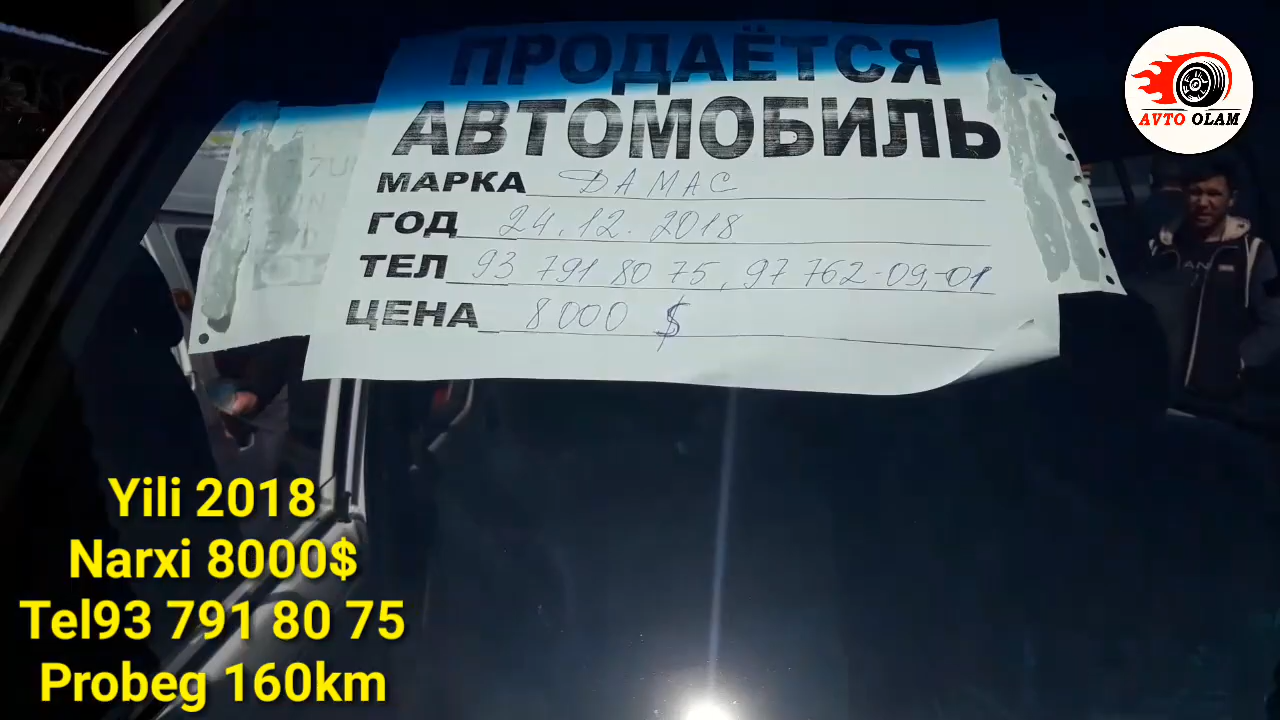 ПРОДАЁТСЯ
АВТОМОБИЛЬ
МАРКА ДАМАС
ГОД 24.12.2018
ТЕЛ 93 791 80 75, 97 762-09-01
ЦЕНА 8000 $
AVTO OLAM
Yili 2018
Narxi 8000$
Tel93 791 80 75
Probeg 160km